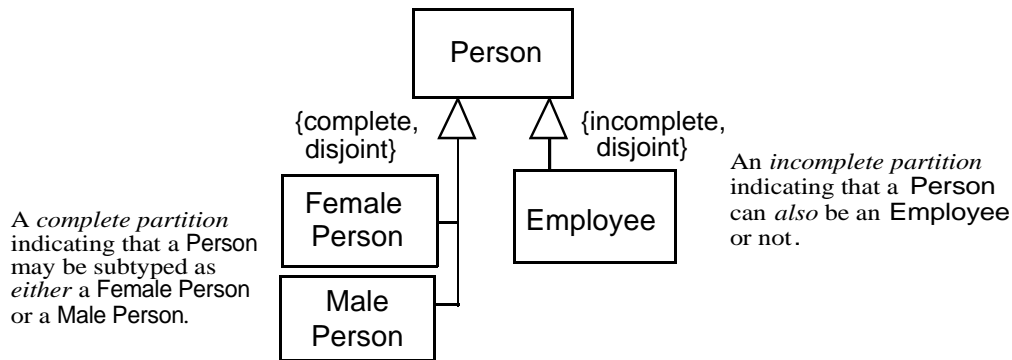 Person
{complete,
disjoint}
{incomplete,
disjoint}
Female
Person
Employee
Male
Person
A complete partition
indicating that a Person
may be subtyped as
either a Female Person
or a Male Person.
An incomplete partition
indicating that a Person
can also be an Employee
or not.